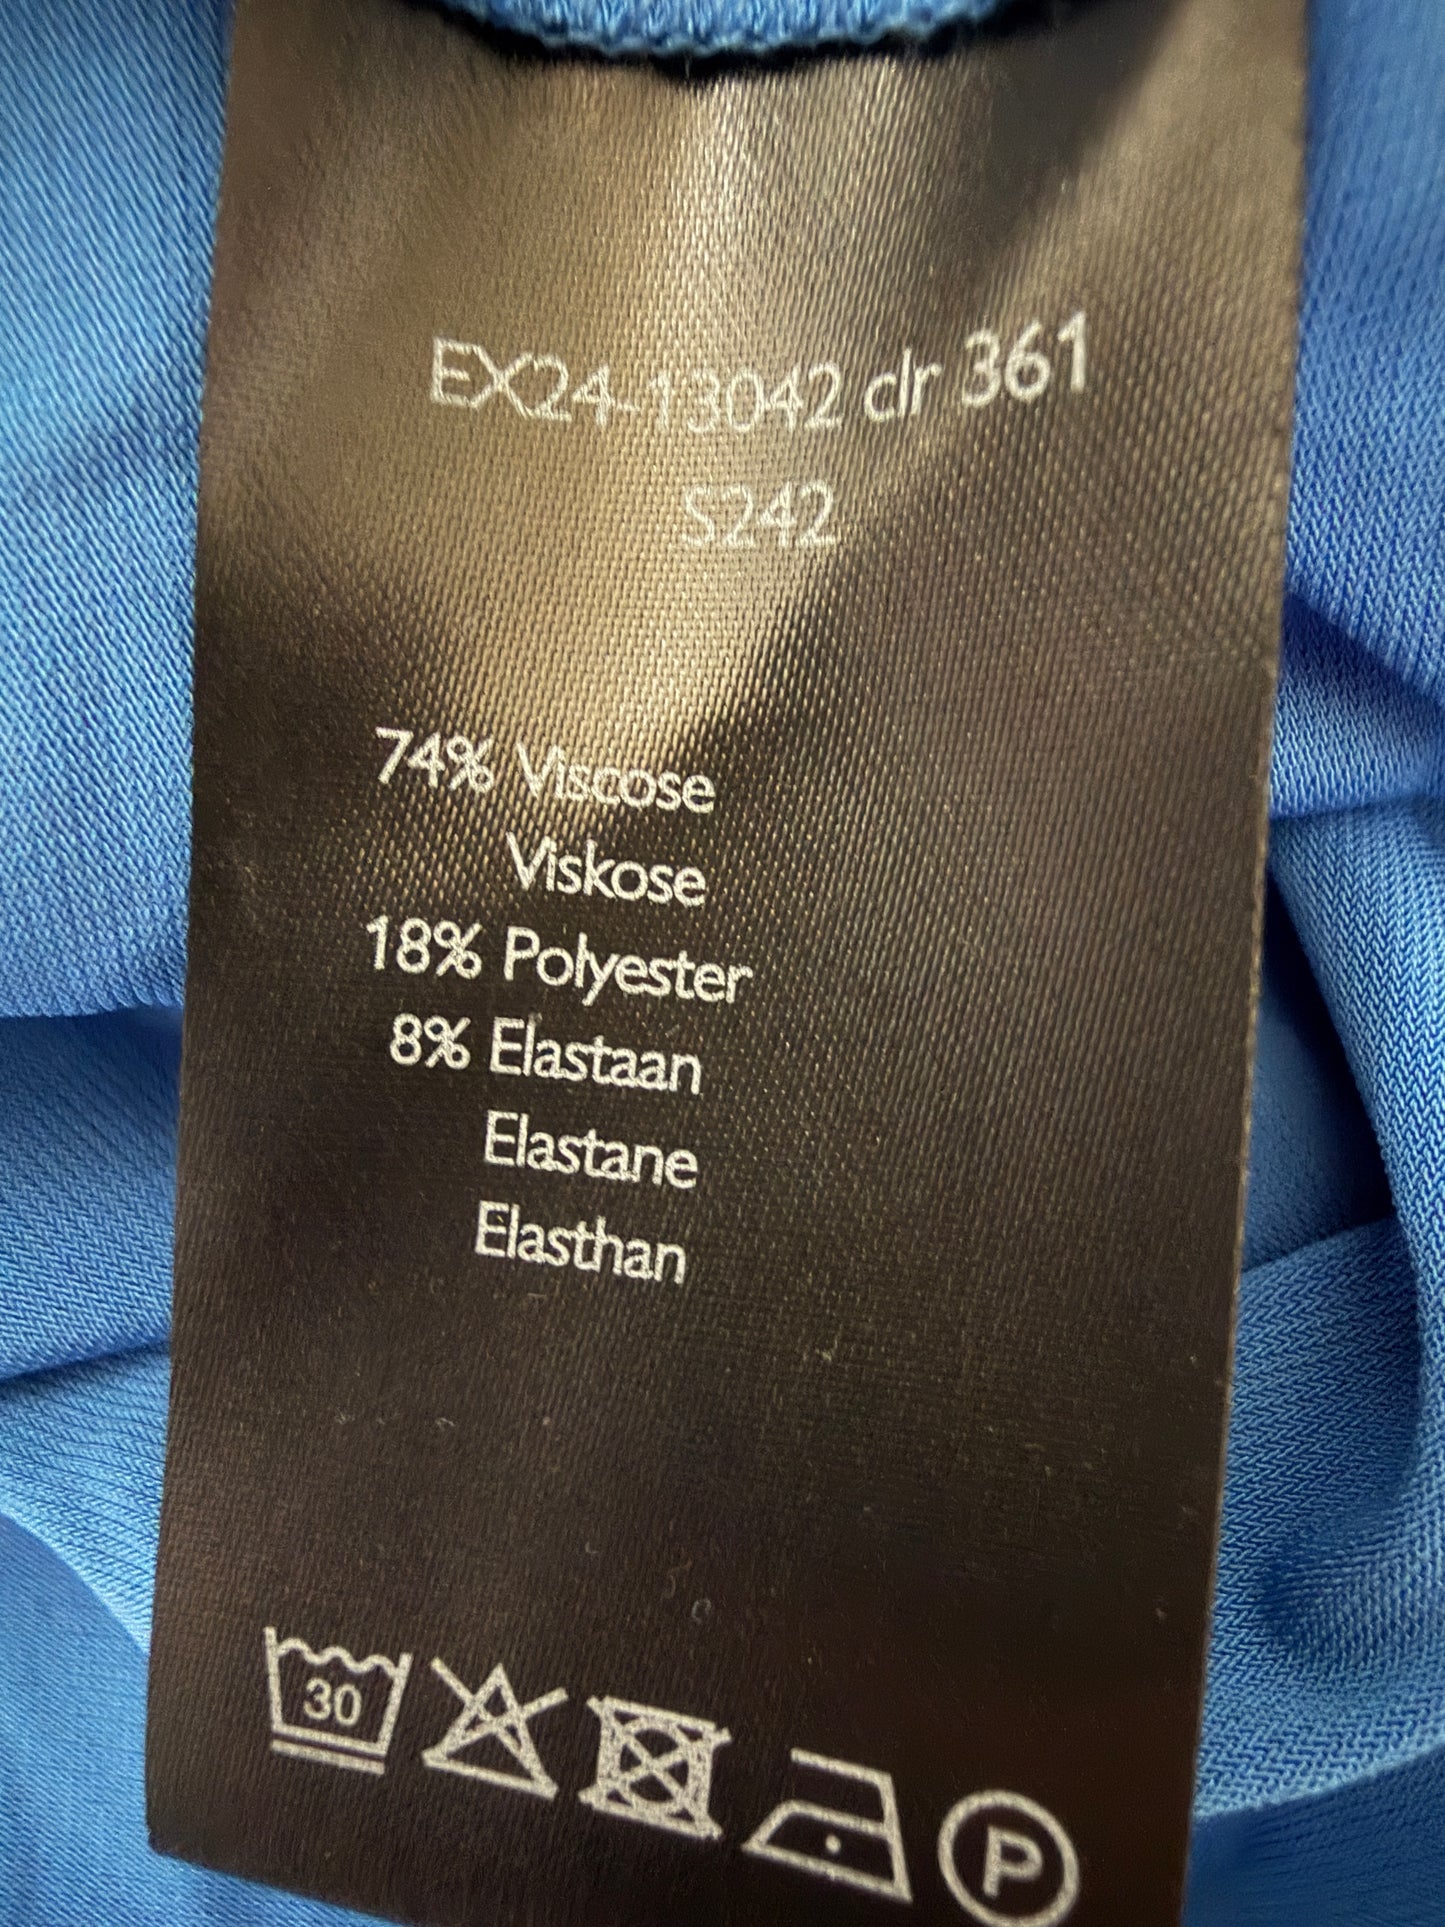 EX24-13042 clr 361
S242
74% Viscose
Viskose
18% Polyester
8% Elastaan
Elastane
Elasthan
30
P